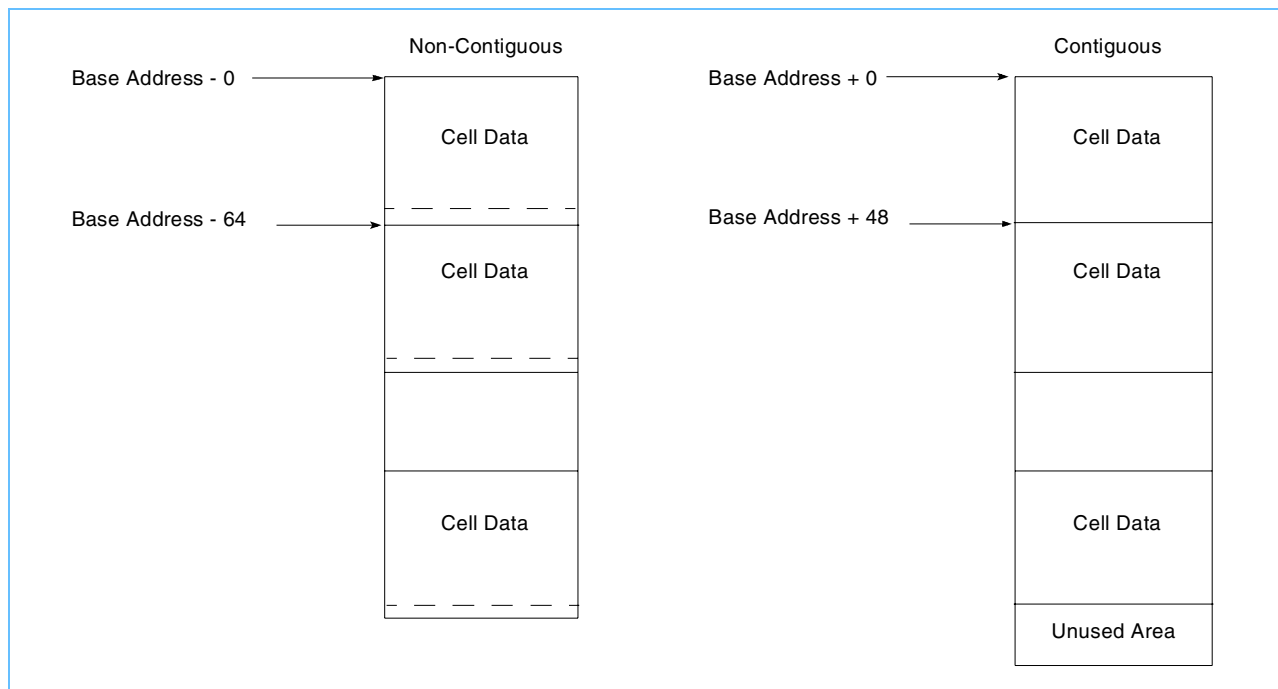 Non-Contiguous
Base Address - 0
Cell Data
Base Address - 64
Cell Data
Cell Data
Contiguous
Base Address + 0
Cell Data
Base Address + 48
Cell Data
Cell Data
Unused Area